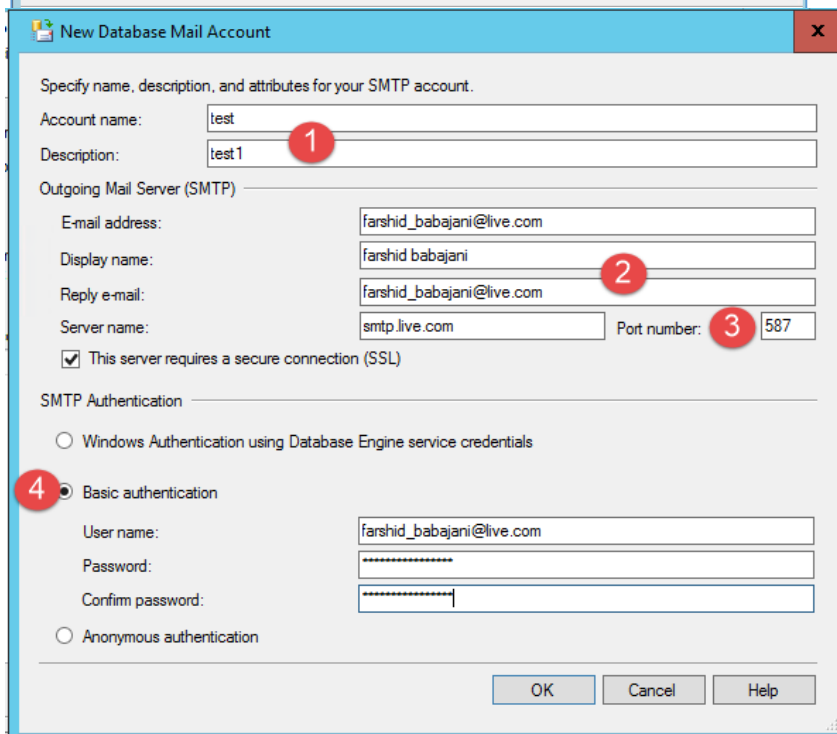 New Database Mail Account x
Specify name, description, and attributes for your SMTP account.
Account name: test
1
Description: test1
Outgoing Mail Server (SMTP)
E-mail address: farshid_babajani@live.com
Display name: farshid babajani
2
Reply e-mail: farshid_babajani@live.com
Server name: smtp.live.com Port number: 3 587
This server requires a secure connection (SSL)
SMTP Authentication
Windows Authentication using Database Engine service credentials
4 Basic authentication
User name: farshid_babajani@live.com
Password: ****************
Confirm password: ****************
Anonymous authentication
OK Cancel Help